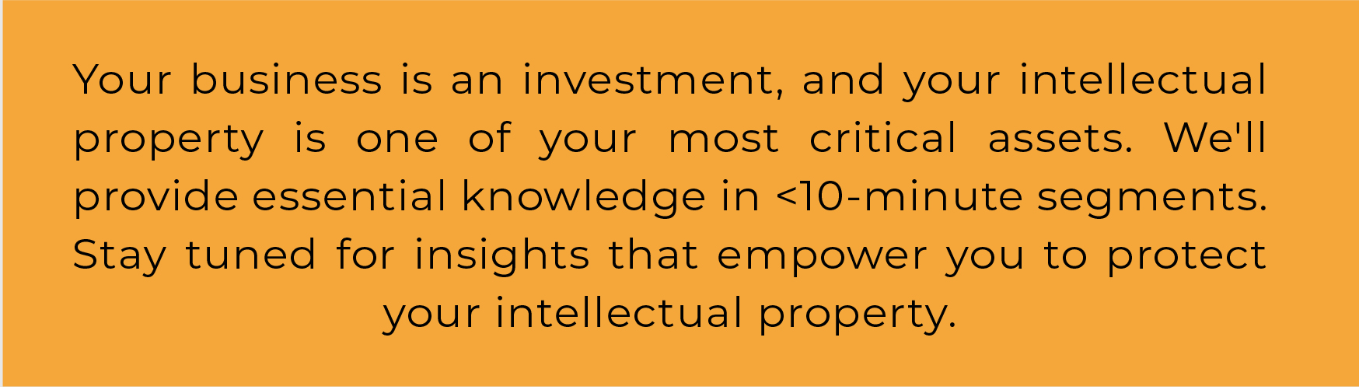 Your business is an investment, and your intellectual
property is one of your most critical assets. We'll
provide essential knowledge in <10-minute segments.
Stay tuned for insights that empower you to protect
your intellectual property.